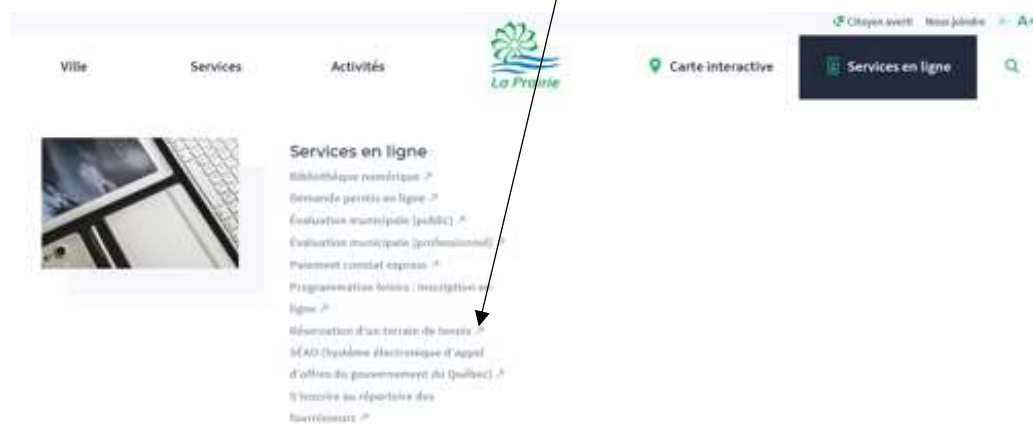 Citoyen averti Nous joindre A- A+
Ville Services Activités La Prairie Carte interactive Services en ligne
Services en ligne
Bibliothèque numérique ↗
Demande permis en ligne ↗
Évaluation municipale (public) ↗
Évaluation municipale (professionnel) ↗
Paiement constat express ↗
Programmation loisirs : inscription en
ligne ↗
Réservation d'un terrain de tennis ↗
SÉAO (Système électronique d'appel
d'offres du gouvernement du Québec) ↗
S'inscrire au répertoire des
fournisseurs ↗